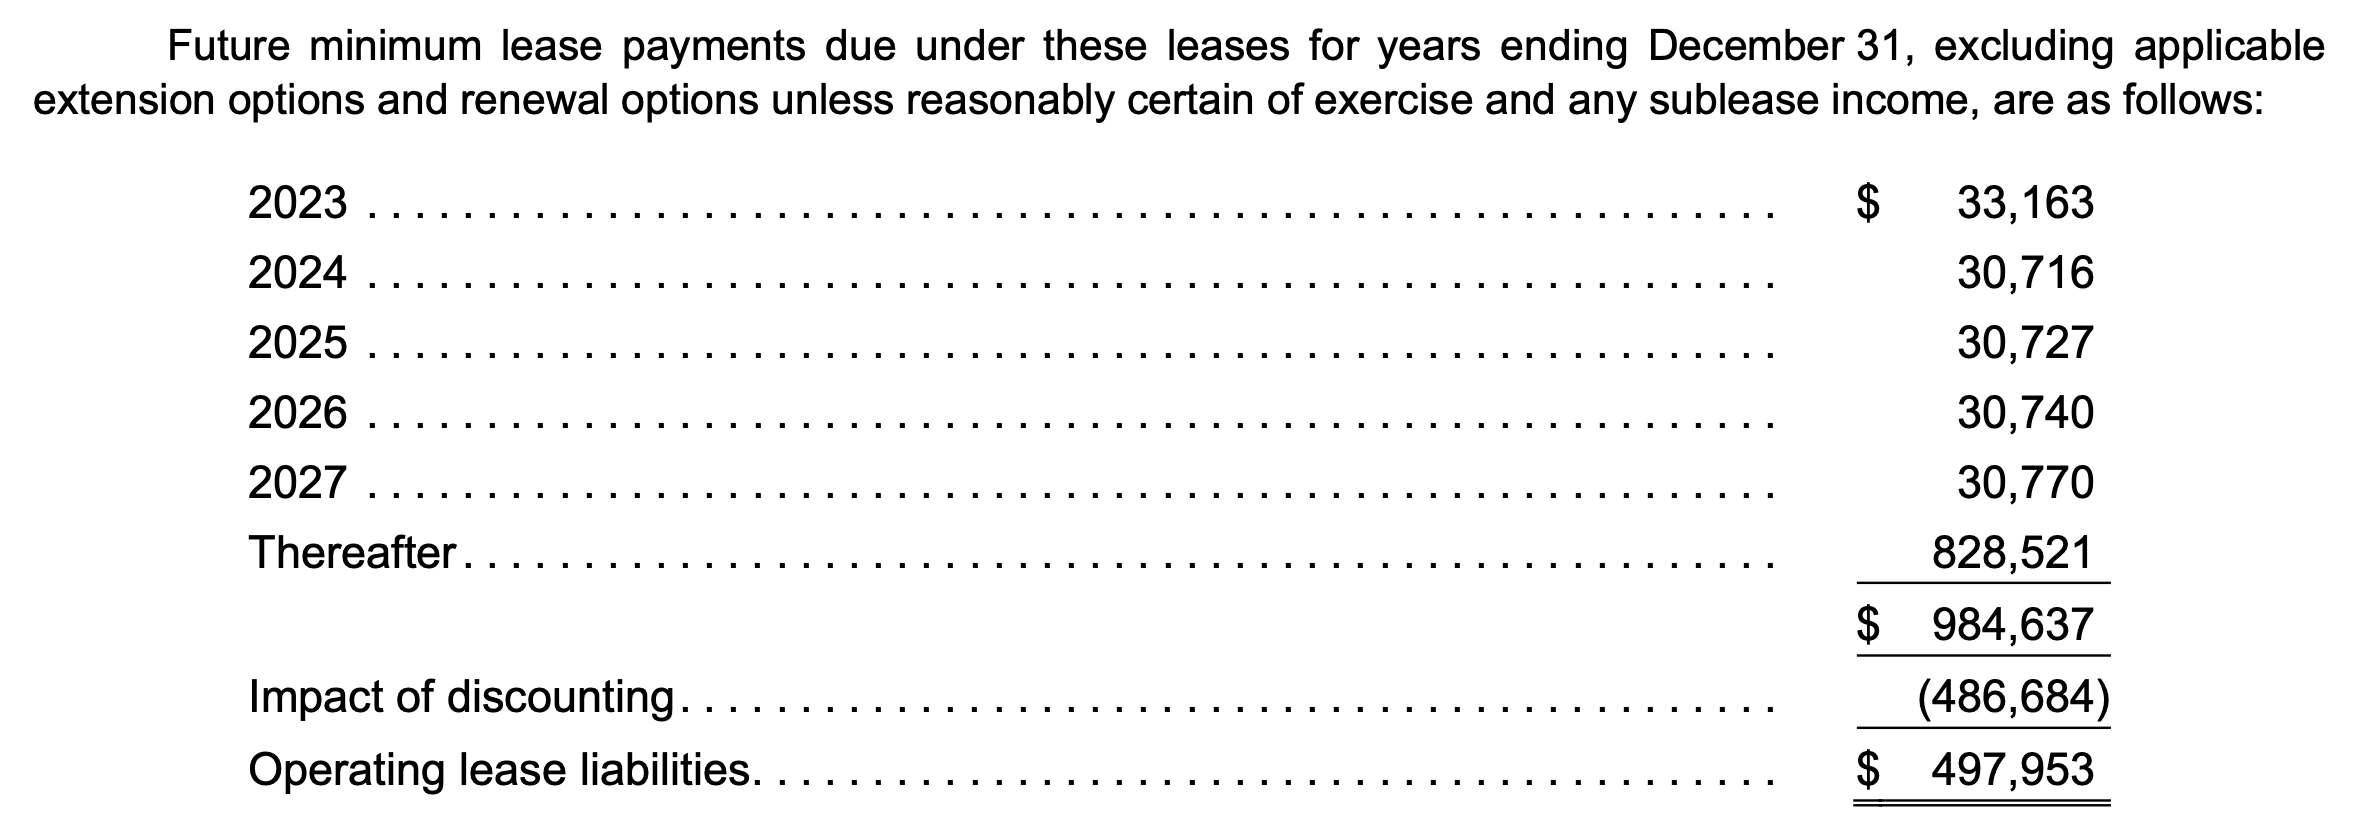 Future minimum lease payments due under these leases for years ending December 31, excluding applicable
extension options and renewal options unless reasonably certain of exercise and any sublease income, are as follows:
2023 . . . . . . . . . . . . . . . . . . . . . . . . . . . . . . . . . . . . . . . . . . . . . . . . . . . . . . . . . . . $ 33,163
2024 . . . . . . . . . . . . . . . . . . . . . . . . . . . . . . . . . . . . . . . . . . . . . . . . . . . . . . . . . . . 30,716
2025 . . . . . . . . . . . . . . . . . . . . . . . . . . . . . . . . . . . . . . . . . . . . . . . . . . . . . . . . . . . 30,727
2026 . . . . . . . . . . . . . . . . . . . . . . . . . . . . . . . . . . . . . . . . . . . . . . . . . . . . . . . . . . . 30,740
2027 . . . . . . . . . . . . . . . . . . . . . . . . . . . . . . . . . . . . . . . . . . . . . . . . . . . . . . . . . . . 30,770
Thereafter. . . . . . . . . . . . . . . . . . . . . . . . . . . . . . . . . . . . . . . . . . . . . . . . . . . . . . . 828,521
$ 984,637
Impact of discounting. . . . . . . . . . . . . . . . . . . . . . . . . . . . . . . . . . . . . . . . . . . . . . (486,684)
Operating lease liabilities. . . . . . . . . . . . . . . . . . . . . . . . . . . . . . . . . . . . . . . . . . . $ 497,953